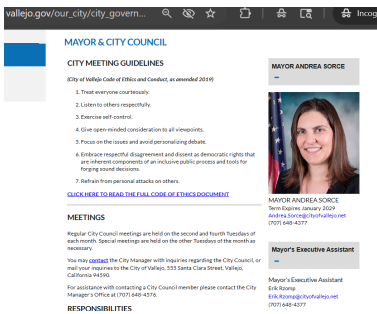 vallejo.gov/our_city/city_govern...
Incog
MAYOR & CITY COUNCIL
CITY MEETING GUIDELINES
(City of Vallejo Code of Ethics and Conduct, as amended 2019)
1. Treat everyone courteously.
2. Listen to others respectfully.
3. Exercise self-control.
4. Give open-minded consideration to all viewpoints.
5. Focus on the issues and avoid personalizing debate.
6. Embrace respectful disagreement and dissent as democratic rights that
are inherent components of an inclusive public process and tools for
forging sound decisions.
7. Refrain from personal attacks on others.
CLICK HERE TO READ THE FULL CODE OF ETHICS DOCUMENT
MEETINGS
Regular City Council meetings are held on the second and fourth Tuesdays of
each month. Special meetings are held on the other Tuesdays of the month as
necessary.
You may contact the City Manager with inquiries regarding the City Council, or
mail your inquiries to the City of Vallejo, 555 Santa Clara Street, Vallejo,
California 94590.
For assistance with contacting a City Council member please contact the City
Manager's Office at (707) 648-4576.
RESPONSIBILITIES
MAYOR ANDREA SORCE
MAYOR ANDREA SORCE
Term Expires January 2029
Andrea.Sorce@cityofvallejo.net
(707) 648-4377
Mayor's Executive Assistant
Mayor's Executive Assistant
Erik Rzomp
Erik.Rzomp@cityofvallejo.net
(707) 648-4377